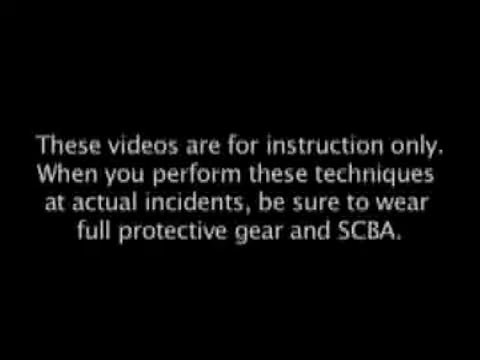 These videos are for instruction only.
When you perform these techniques
at actual incidents, be sure to wear
full protective gear and SCBA.